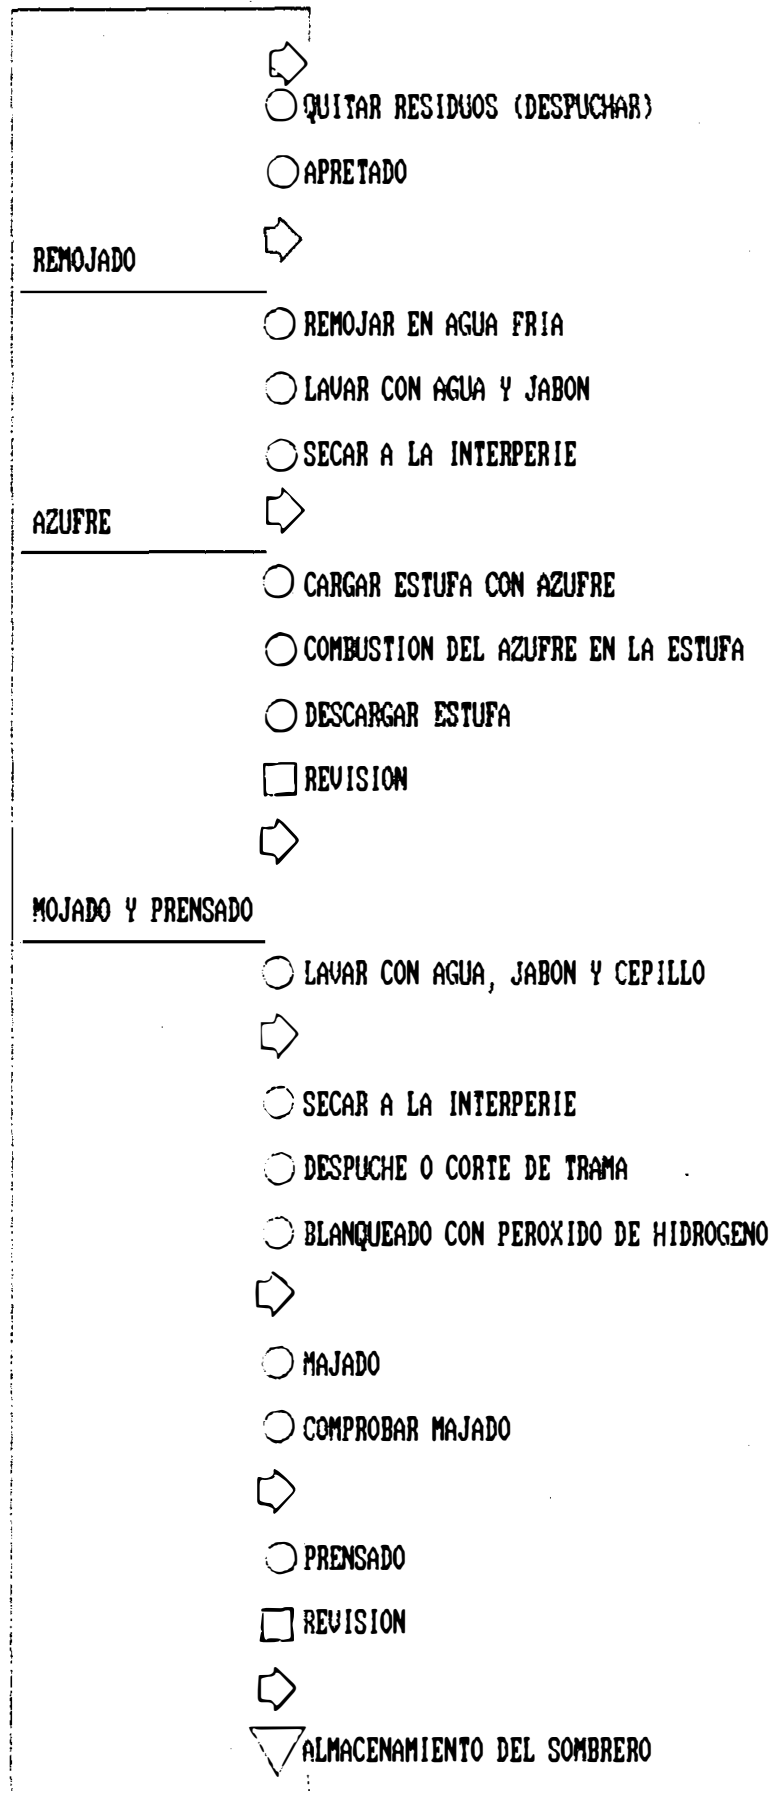 QUITAR RESIDUOS (DESPUCHAR)
APRETADO
REMOJADO
REMOJAR EN AGUA FRIA
LAVAR CON AGUA Y JABON
SECAR A LA INTERPERIE
AZUFRE
CARGAR ESTUFA CON AZUFRE
COMBUSTION DEL AZUFRE EN LA ESTUFA
DESCARGAR ESTUFA
REVISION
MOJADO Y PRENSADO
LAVAR CON AGUA, JABON Y CEPILLO
SECAR A LA INTERPERIE
DESPUCHE O CORTE DE TRAMA
BLANQUEADO CON PEROXIDO DE HIDROGENO
MAJADO
COMPROBAR MAJADO
PRENSADO
REVISION
ALMACENAMIENTO DEL SOMBRERO